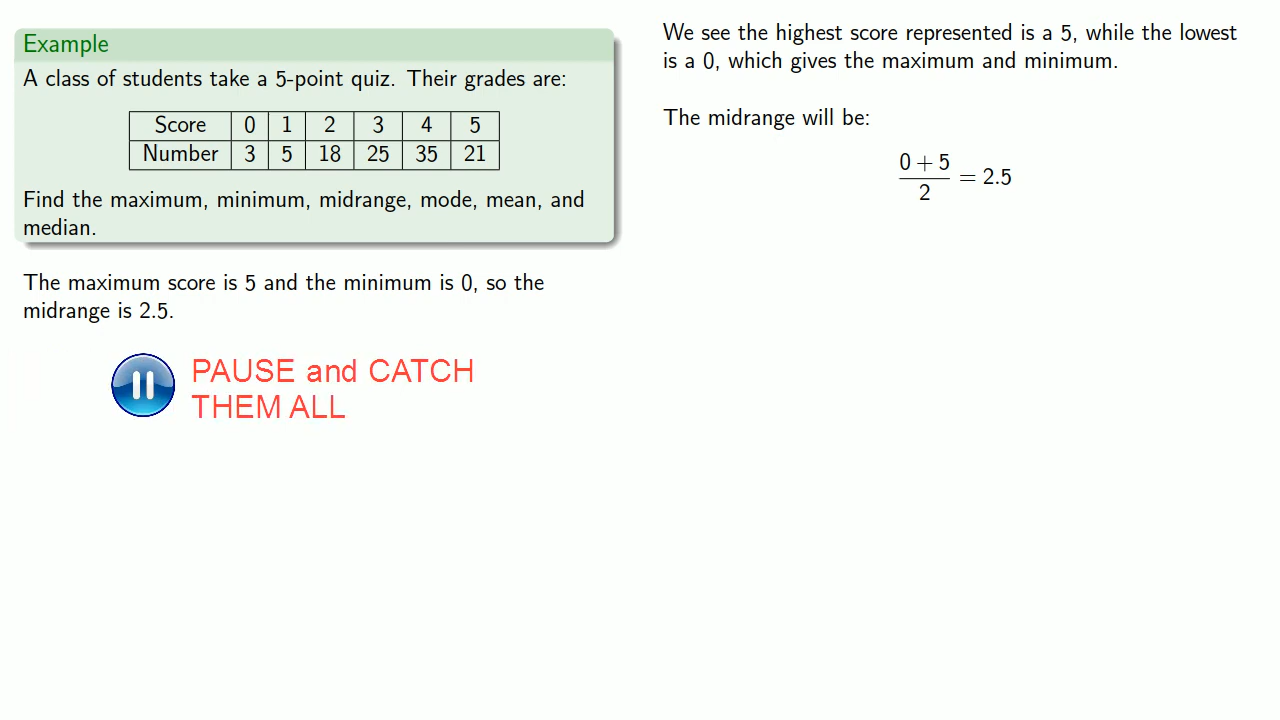 Example
A class of students take a 5-point quiz. Their grades are:
Score 0 1 2 3 4 5
Number 3 5 18 25 35 21
Find the maximum, minimum, midrange, mode, mean, and
median.
The maximum score is 5 and the minimum is 0, so the
midrange is 2.5.
PAUSE and CATCH
THEM ALL
We see the highest score represented is a 5, while the lowest
is a 0, which gives the maximum and minimum.
The midrange will be:
0 + 5
2
= 2.5